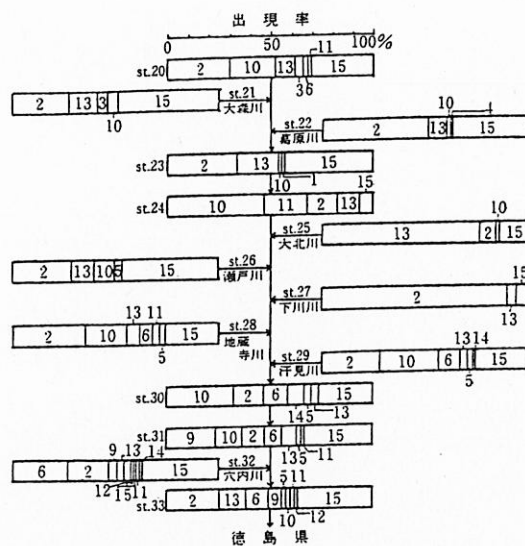 出現率
0 50 100%
11
st.20 2 10 13 15
3 6
st.21
2 13 3 15 大森川
10
10 1
st.22
葛原川 2 13 15
st.23 2 13 15
10 1
15
st.24 10 11 2 13
10
st.25
大北川 13 2 15
st.26
2 13 10 5 15 瀬戸川
15
st.27
下川川 2
13
13 11
st.28
2 10 6 15 地蔵寺川
5
13 14
st.29
汗見川 2 10 6 15
5
st.30 10 2 6 15
14 5 13
st.31 9 10 2 6 15
13 5 11
9 13 14
st.32
6 2 15 穴内川
12 15 11
5 11
st.33 2 13 6 9 15
10 12
徳島県